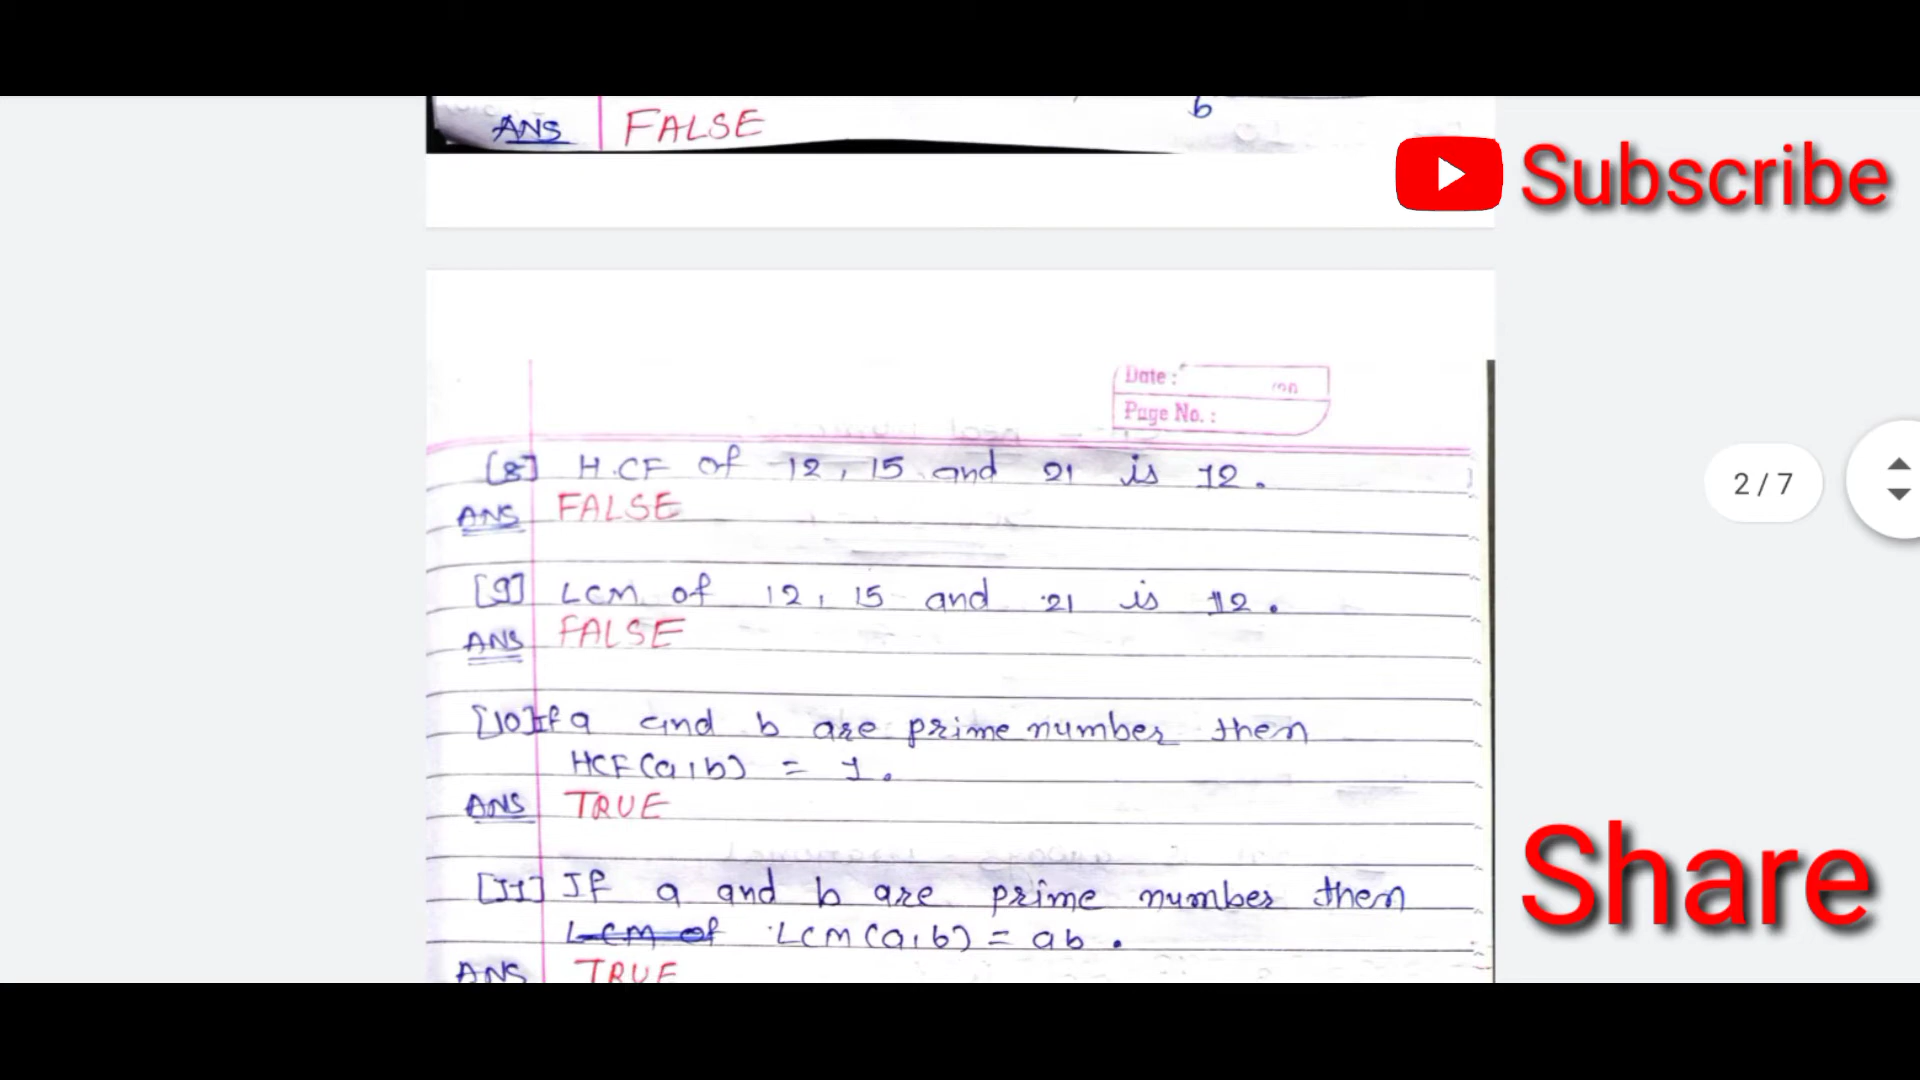 b
ANS FALSE
Subscribe
Date :
Page No. :
[8] H.CF of 12, 15 and 21 is 12.
ANS FALSE
2 / 7
[9] LCM of 12, 15 and 21 is 12.
ANS FALSE
[10] If a and b are prime number then
HCF(a,b) = 1.
ANS TRUE
[11] If a and b are prime number then
LCM of LCM(a,b) = ab.
Share
ANS TRUE